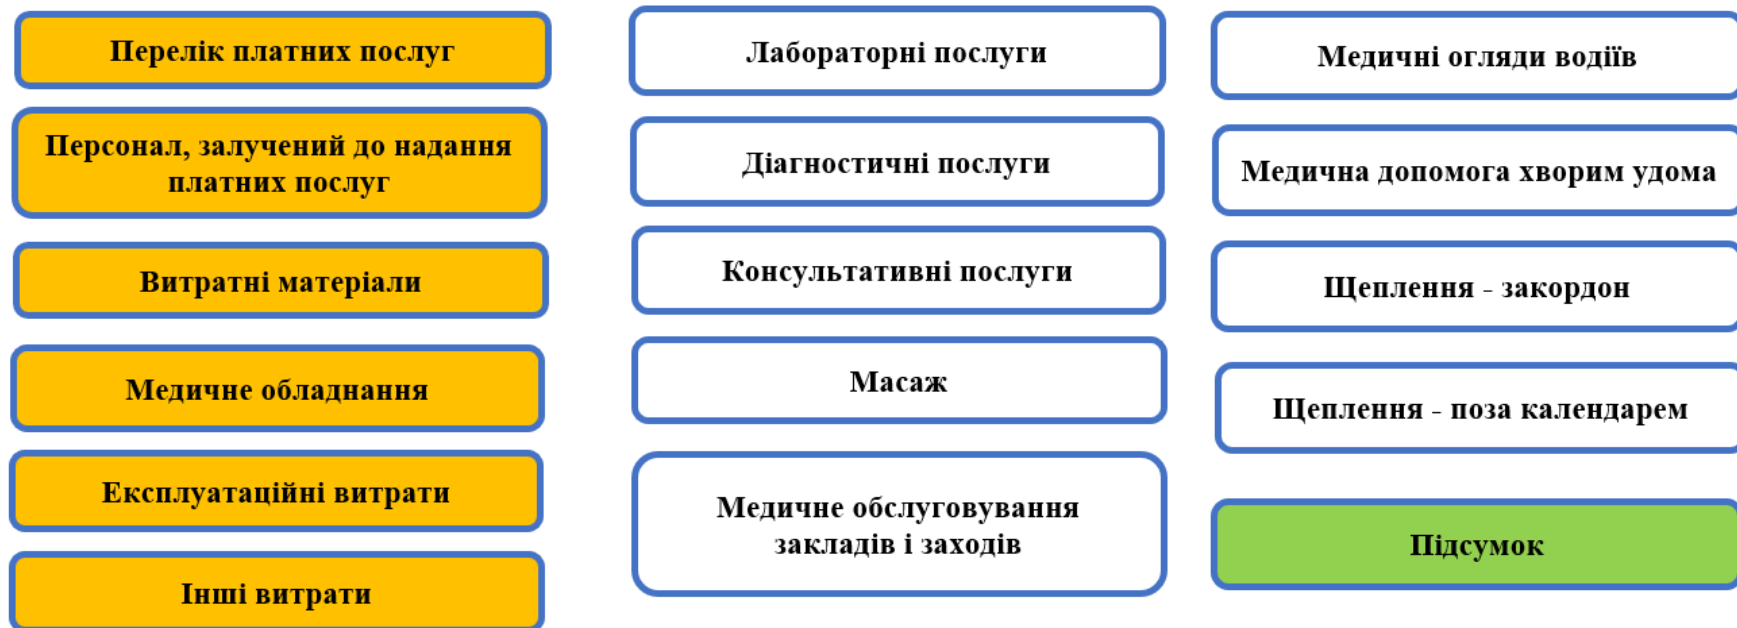 Перелік платних послуг
Персонал, залучений до надання
платних послуг
Витратні матеріали
Медичне обладнання
Експлуатаційні витрати
Інші витрати
Лабораторні послуги
Діагностичні послуги
Консультативні послуги
Масаж
Медичне обслуговування
закладів і заходів
Медичні огляди водіїв
Медична допомога хворим удома
Щеплення - закордон
Щеплення - поза календарем
Підсумок